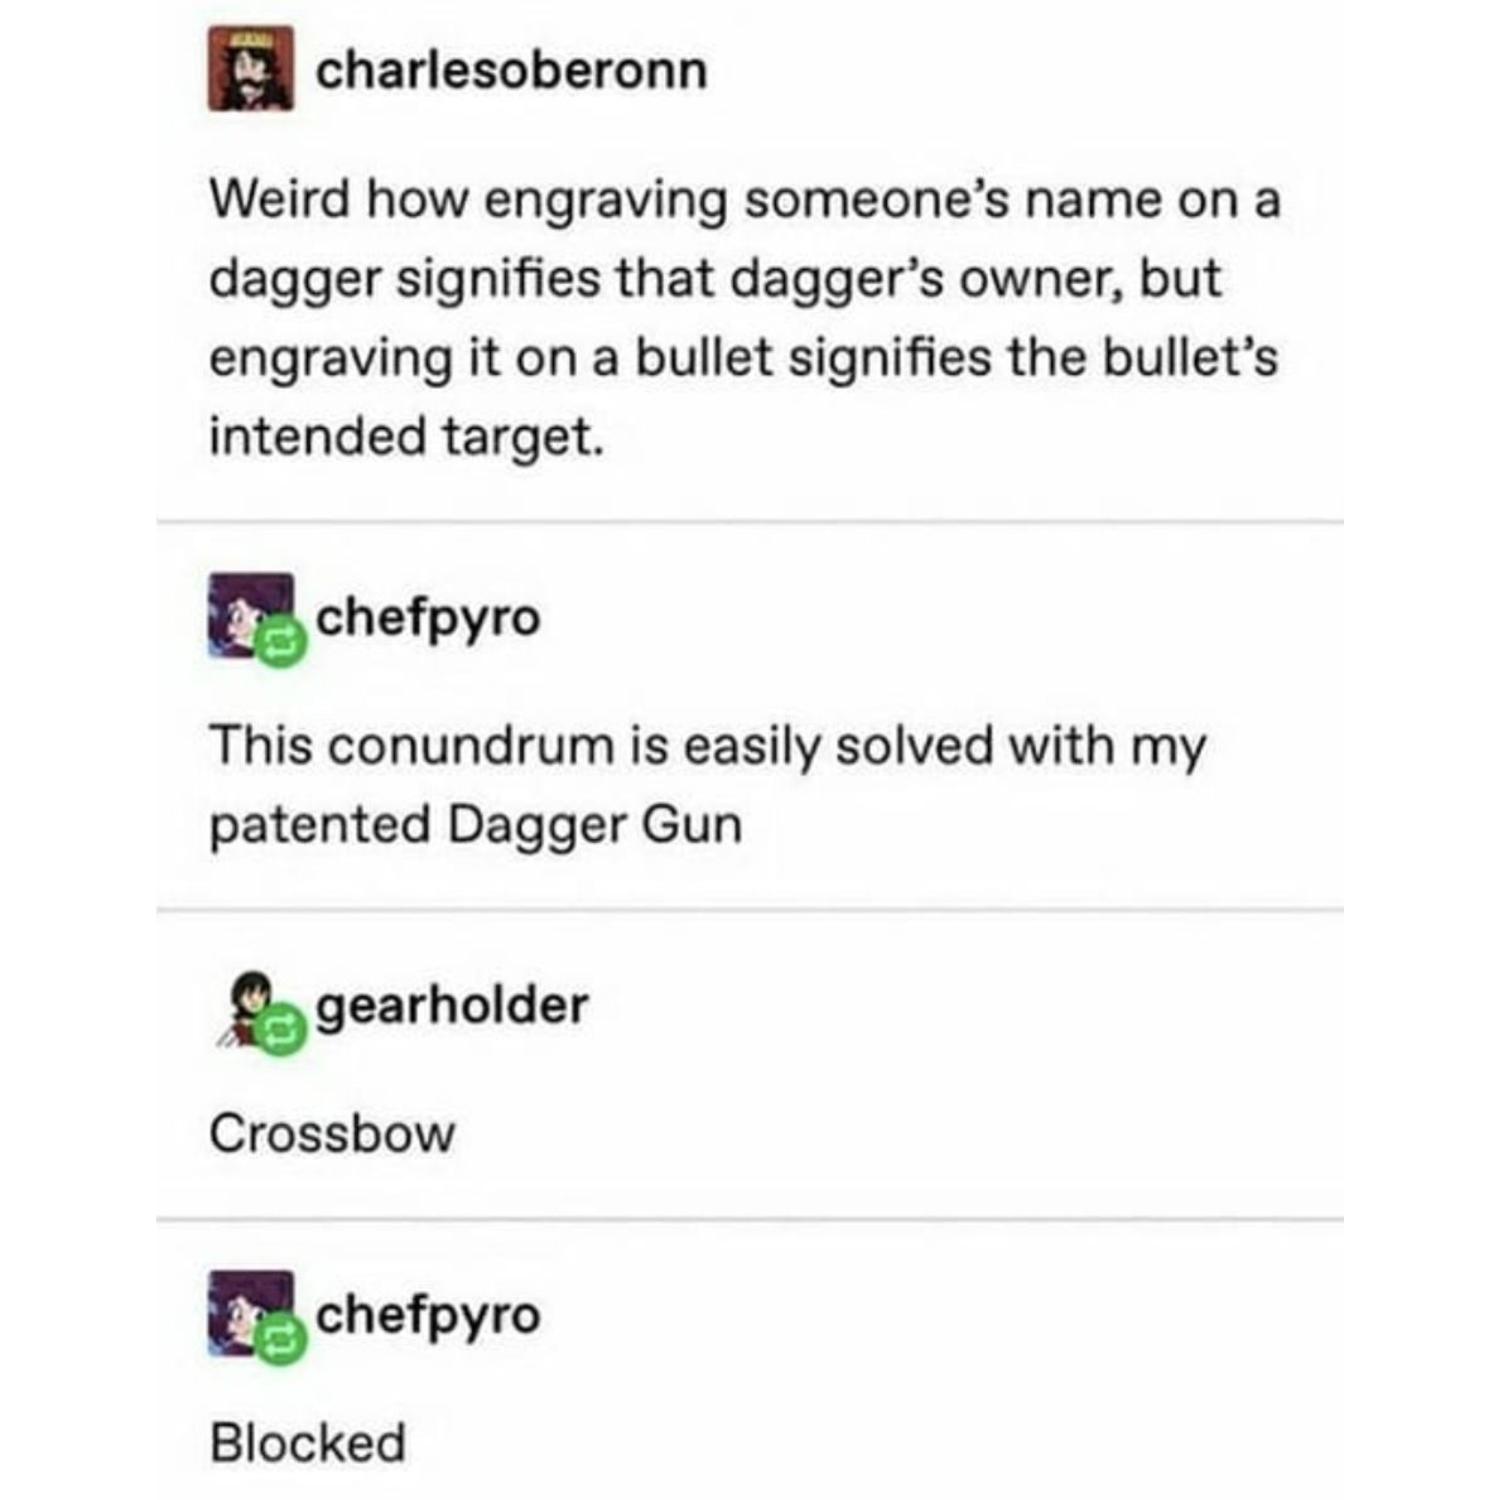 charlesoberonn
Weird how engraving someone’s name on a
dagger signifies that dagger’s owner, but
engraving it on a bullet signifies the bullet’s
intended target.
chefpyro
This conundrum is easily solved with my
patented Dagger Gun
gearholder
Crossbow
chefpyro
Blocked